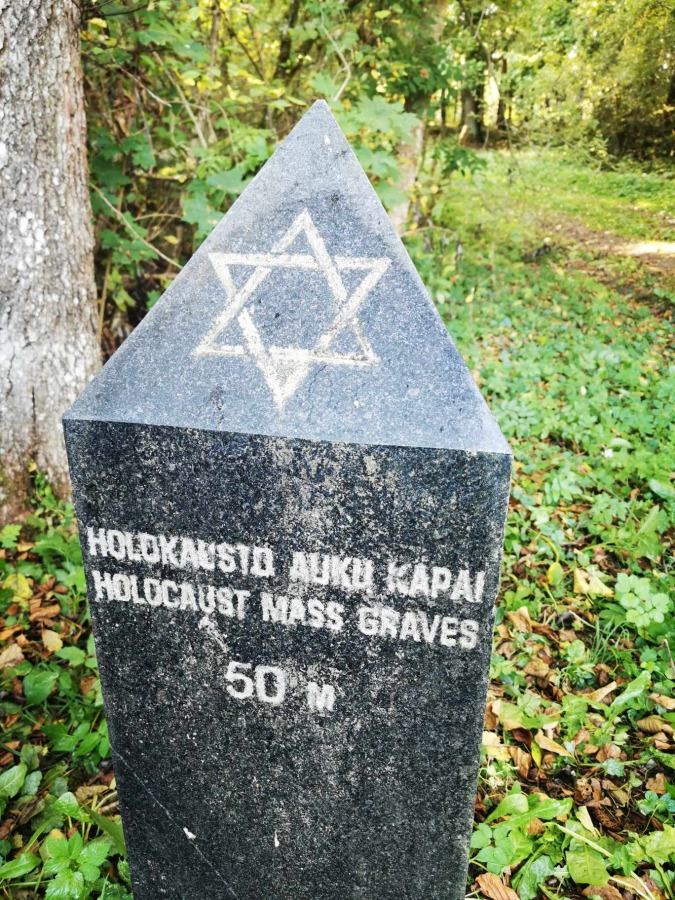 HOLOKAUSTO AUKŲ KAPAI
HOLOCAUST MASS GRAVES
50 M